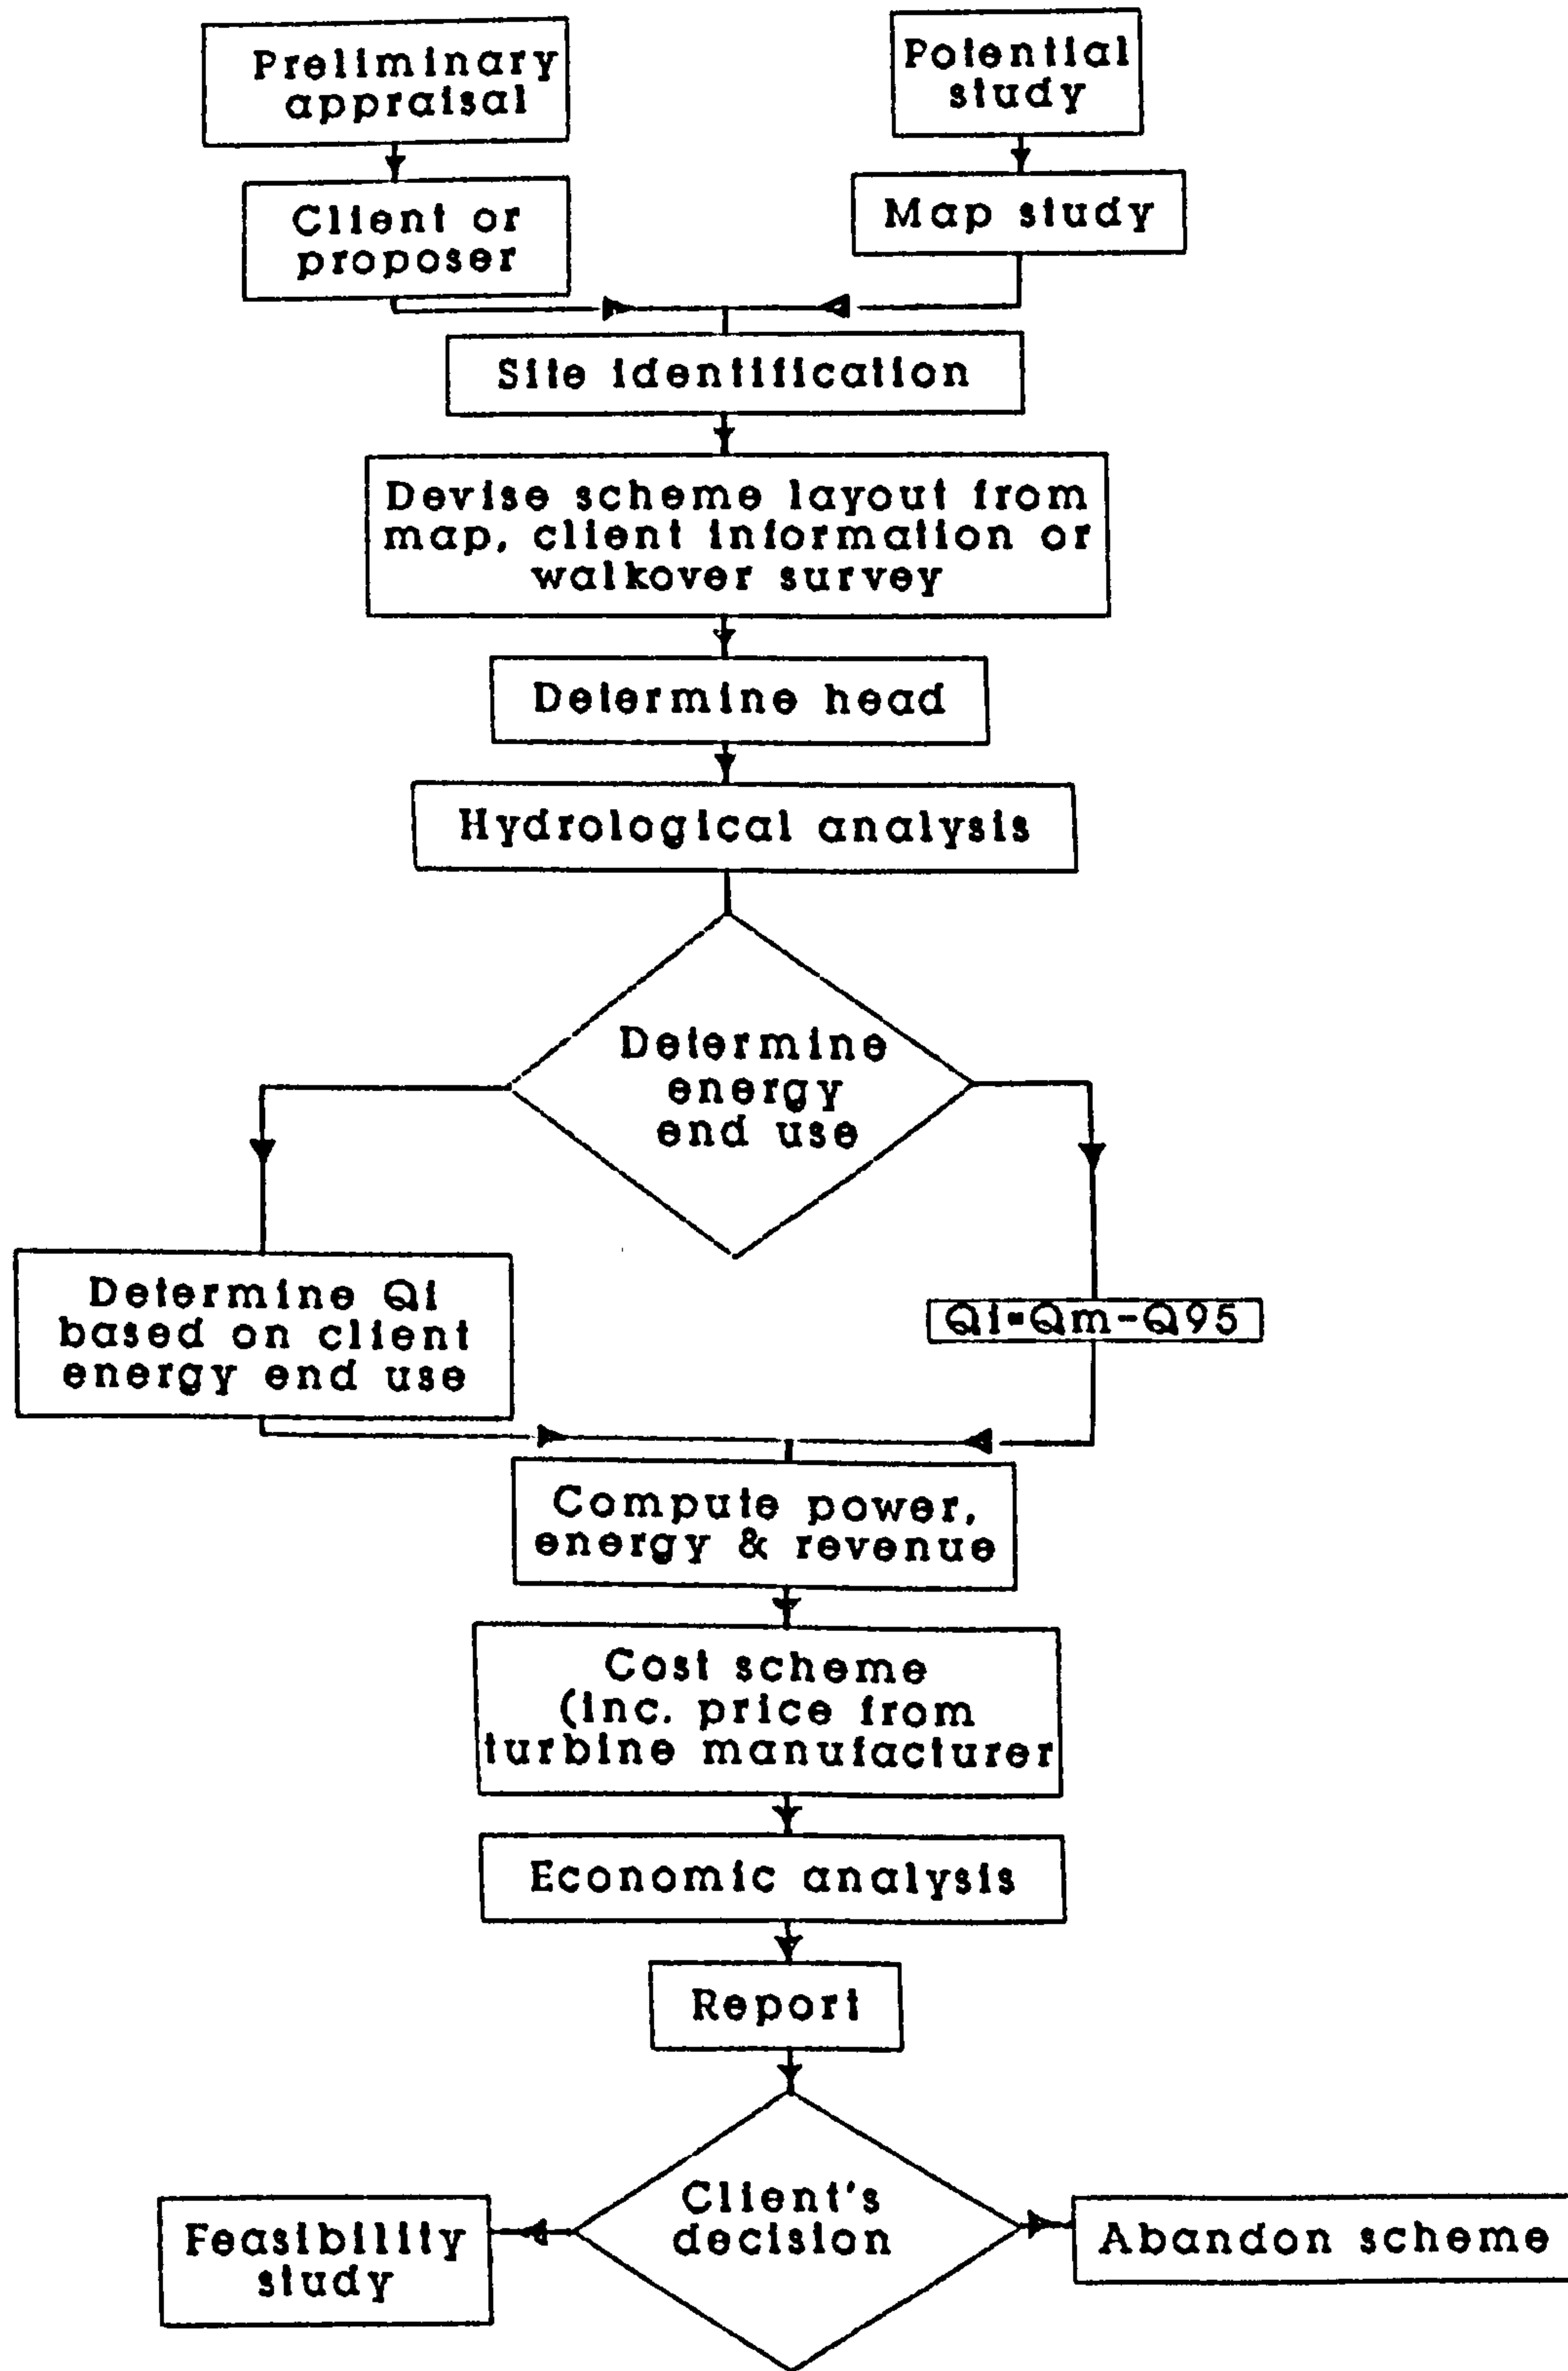 Preliminary
appraisal
Potential
study
Client or
proposer
Map study
Site identification
Devise scheme layout from
map, client information or
walkover survey
Determine head
Hydrological analysis
Determine
energy
end use
Determine Qi
based on client
energy end use
Qi=Qm-Q95
Compute power,
energy & revenue
Cost scheme
(inc. price from
turbine manufacturer
Economic analysis
Report
Client's
decision
Feasibility
study
Abandon scheme